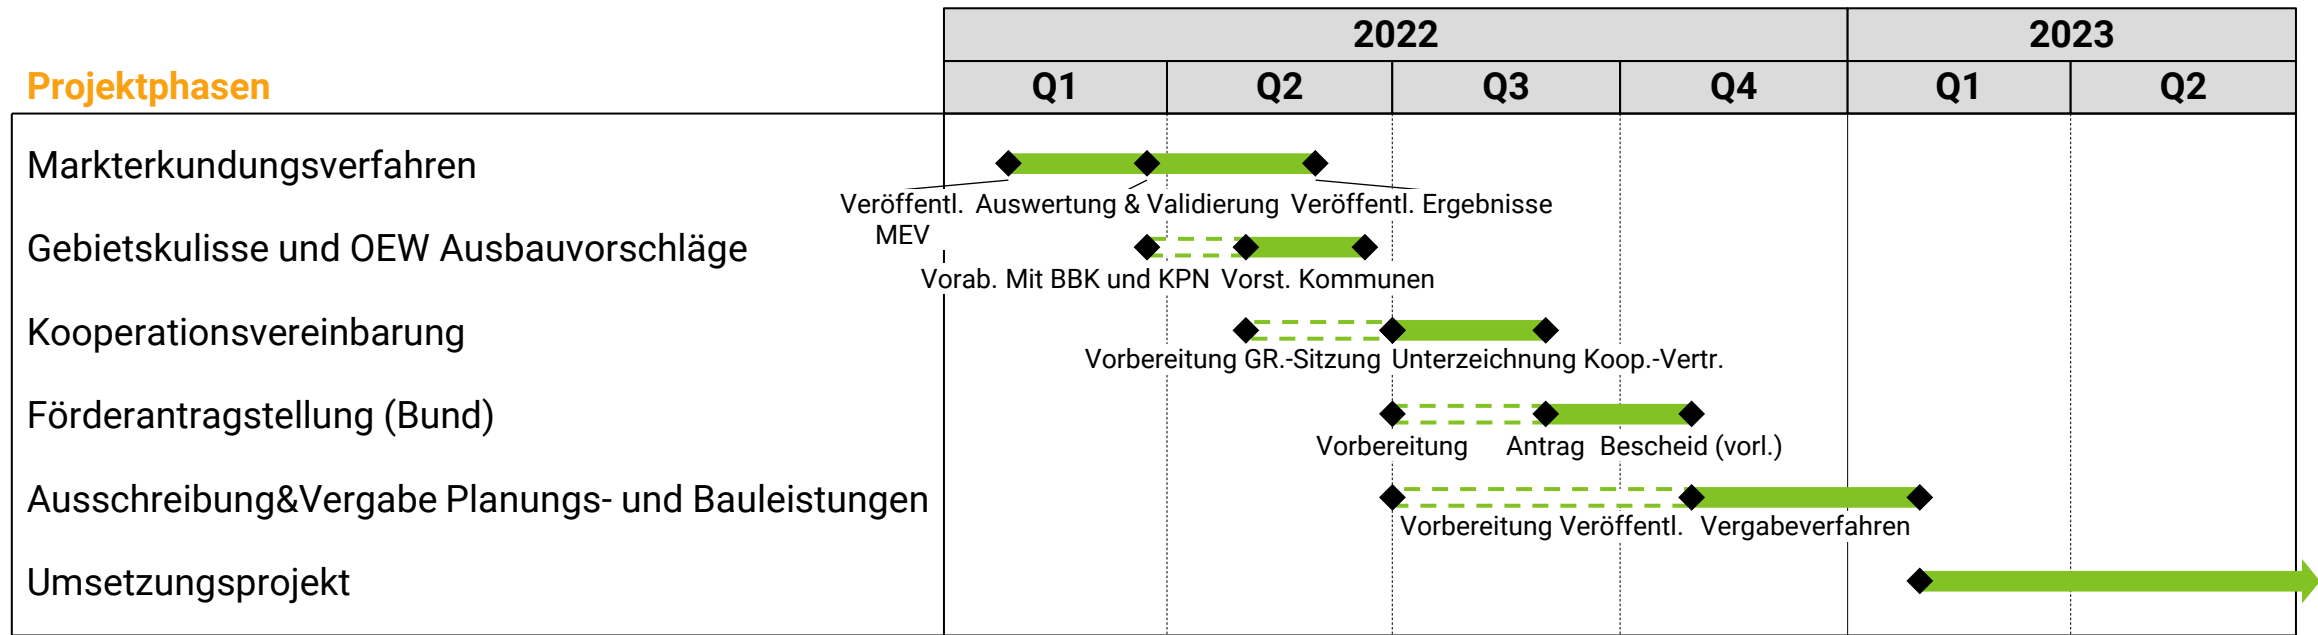 2022 2023
Projektphasen Q1 Q2 Q3 Q4 Q1 Q2
Markterkundungsverfahren
Veröffentl. Auswertung & Validierung Veröffentl. Ergebnisse
MEV
Gebietskulisse und OEW Ausbauvorschläge
Vorab. Mit BBK und KPN Vorst. Kommunen
Kooperationsvereinbarung
Vorbereitung GR.-Sitzung Unterzeichnung Koop.-Vertr.
Förderantragstellung (Bund)
Vorbereitung Antrag Bescheid (vorl.)
Ausschreibung&Vergabe Planungs- und Bauleistungen
Vorbereitung Veröffentl. Vergabeverfahren
Umsetzungsprojekt